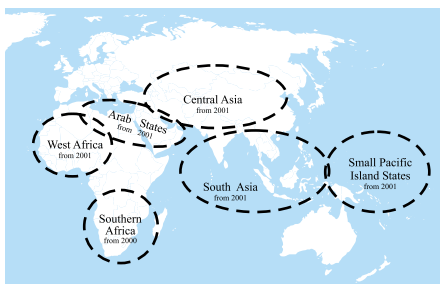 Central Asia
from 2001
Arab States
from 2001
West Africa
from 2001
Small Pacific
Island States
from 2001
South Asia
from 2001
Southern
Africa
from 2000